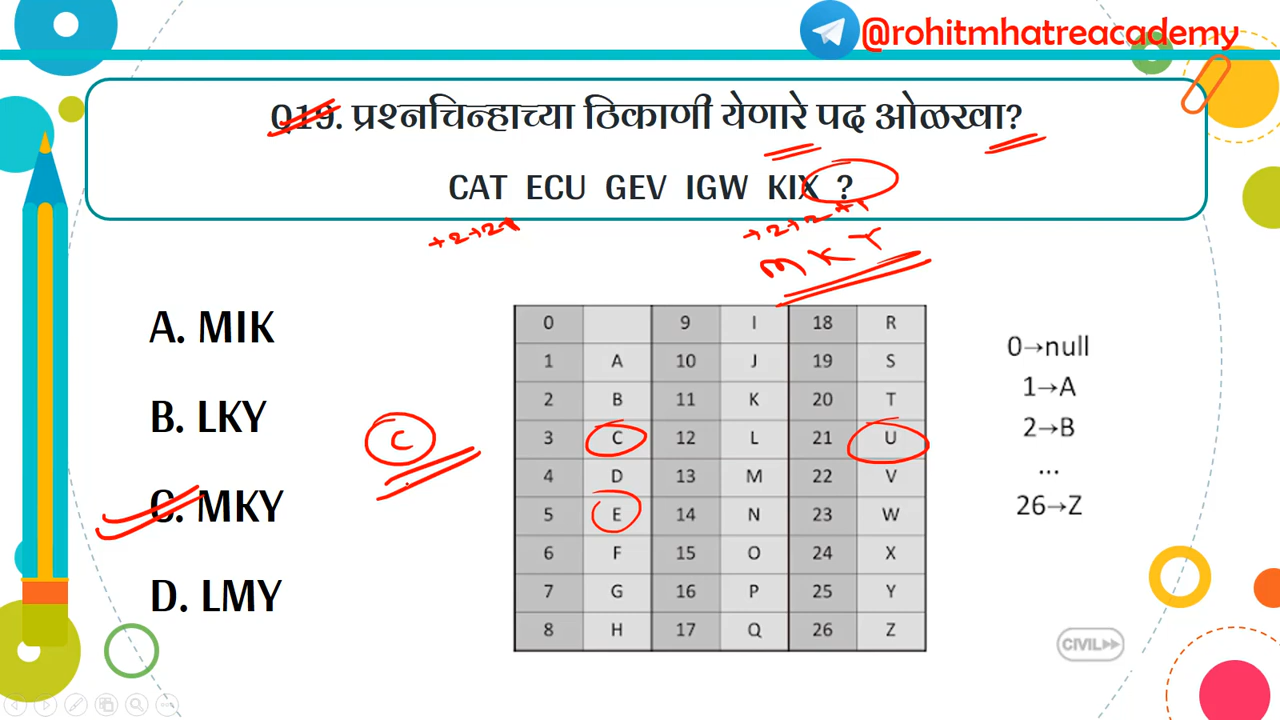 @rohitmhatreacademy
Q19. प्रश्नचिन्हाच्या ठिकाणी येणारे पद ओळखा?
CAT ECU GEV IGW KIX ?
+2+2+1
+2+2+1
MKY
A. MIK
B. LKY
C. MKY
D. LMY
C
0 9 I 18 R
1 A 10 J 19 S
2 B 11 K 20 T
3 C 12 L 21 U
4 D 13 M 22 V
5 E 14 N 23 W
6 F 15 O 24 X
7 G 16 P 25 Y
8 H 17 Q 26 Z
0→null
1→A
2→B
...
26→Z
CIVIL